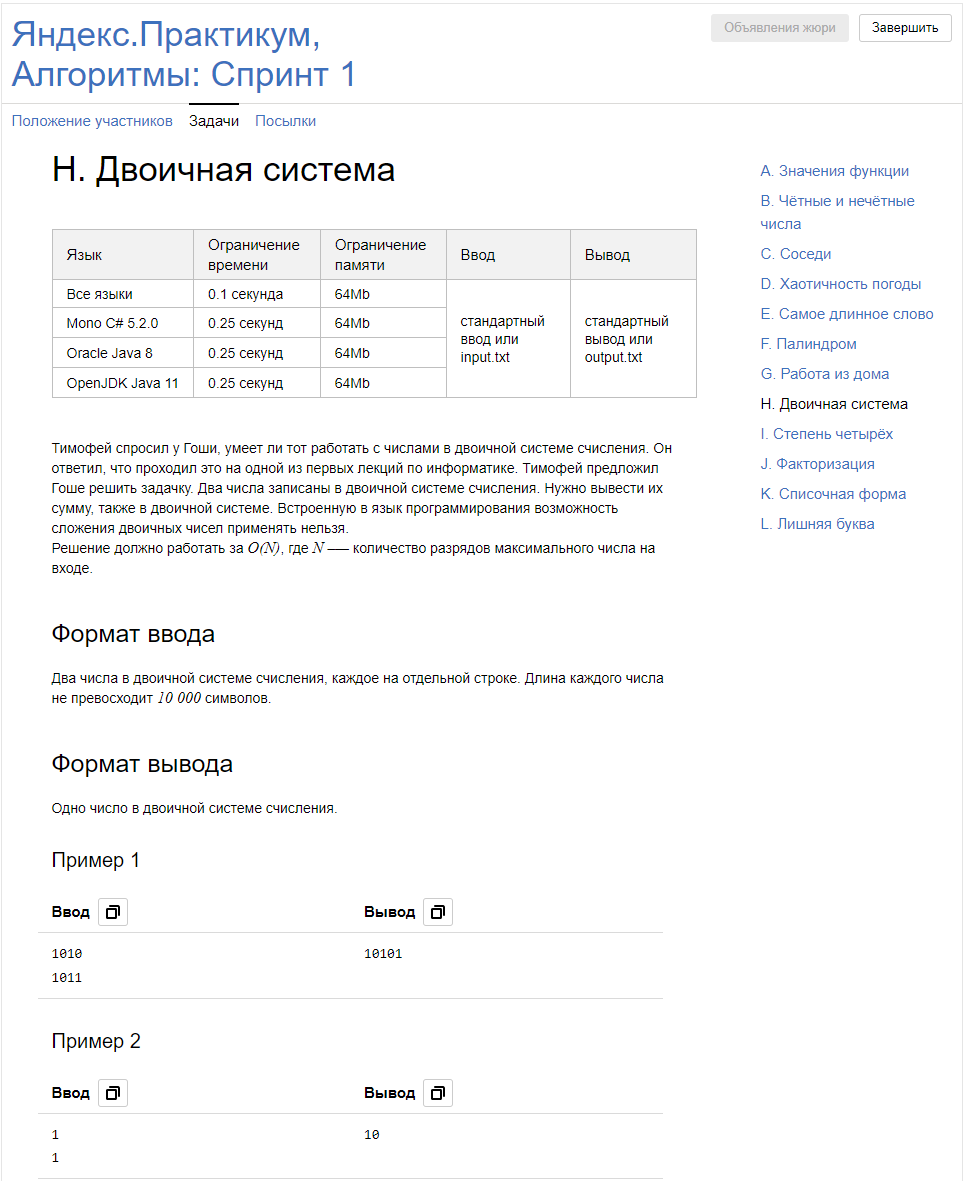 Яндекс.Практикум,
Алгоритмы: Спринт 1
Объявления жюри
Завершить
Положение участников Задачи Посылки
H. Двоичная система
Язык
Ограничение времени
Ограничение памяти
Ввод
Вывод
Все языки 0.1 секунда 64Mb
Mono C# 5.2.0 0.25 секунд 64Mb
Oracle Java 8 0.25 секунд 64Mb
OpenJDK Java 11 0.25 секунд 64Mb
стандартный
ввод или
input.txt
стандартный
вывод или
output.txt
Тимофей спросил у Гоши, умеет ли тот работать с числами в двоичной системе счисления. Он
ответил, что проходил это на одной из первых лекций по информатике. Тимофей предложил
Гоше решить задачку. Два числа записаны в двоичной системе счисления. Нужно вывести их
сумму, также в двоичной системе. Встроенную в язык программирования возможность
сложения двоичных чисел применять нельзя.
Решение должно работать за O(N), где N –— количество разрядов максимального числа на
входе.
Формат ввода
Два числа в двоичной системе счисления, каждое на отдельной строке. Длина каждого числа
не превосходит 10 000 символов.
Формат вывода
Одно число в двоичной системе счисления.
Пример 1
Ввод Вывод
1010 10101
1011
Пример 2
Ввод Вывод
1 10
1
A. Значения функции
B. Чётные и нечётные
числа
C. Соседи
D. Хаотичность погоды
E. Самое длинное слово
F. Палиндром
G. Работа из дома
H. Двоичная система
I. Степень четырёх
J. Факторизация
K. Списочная форма
L. Лишняя буква